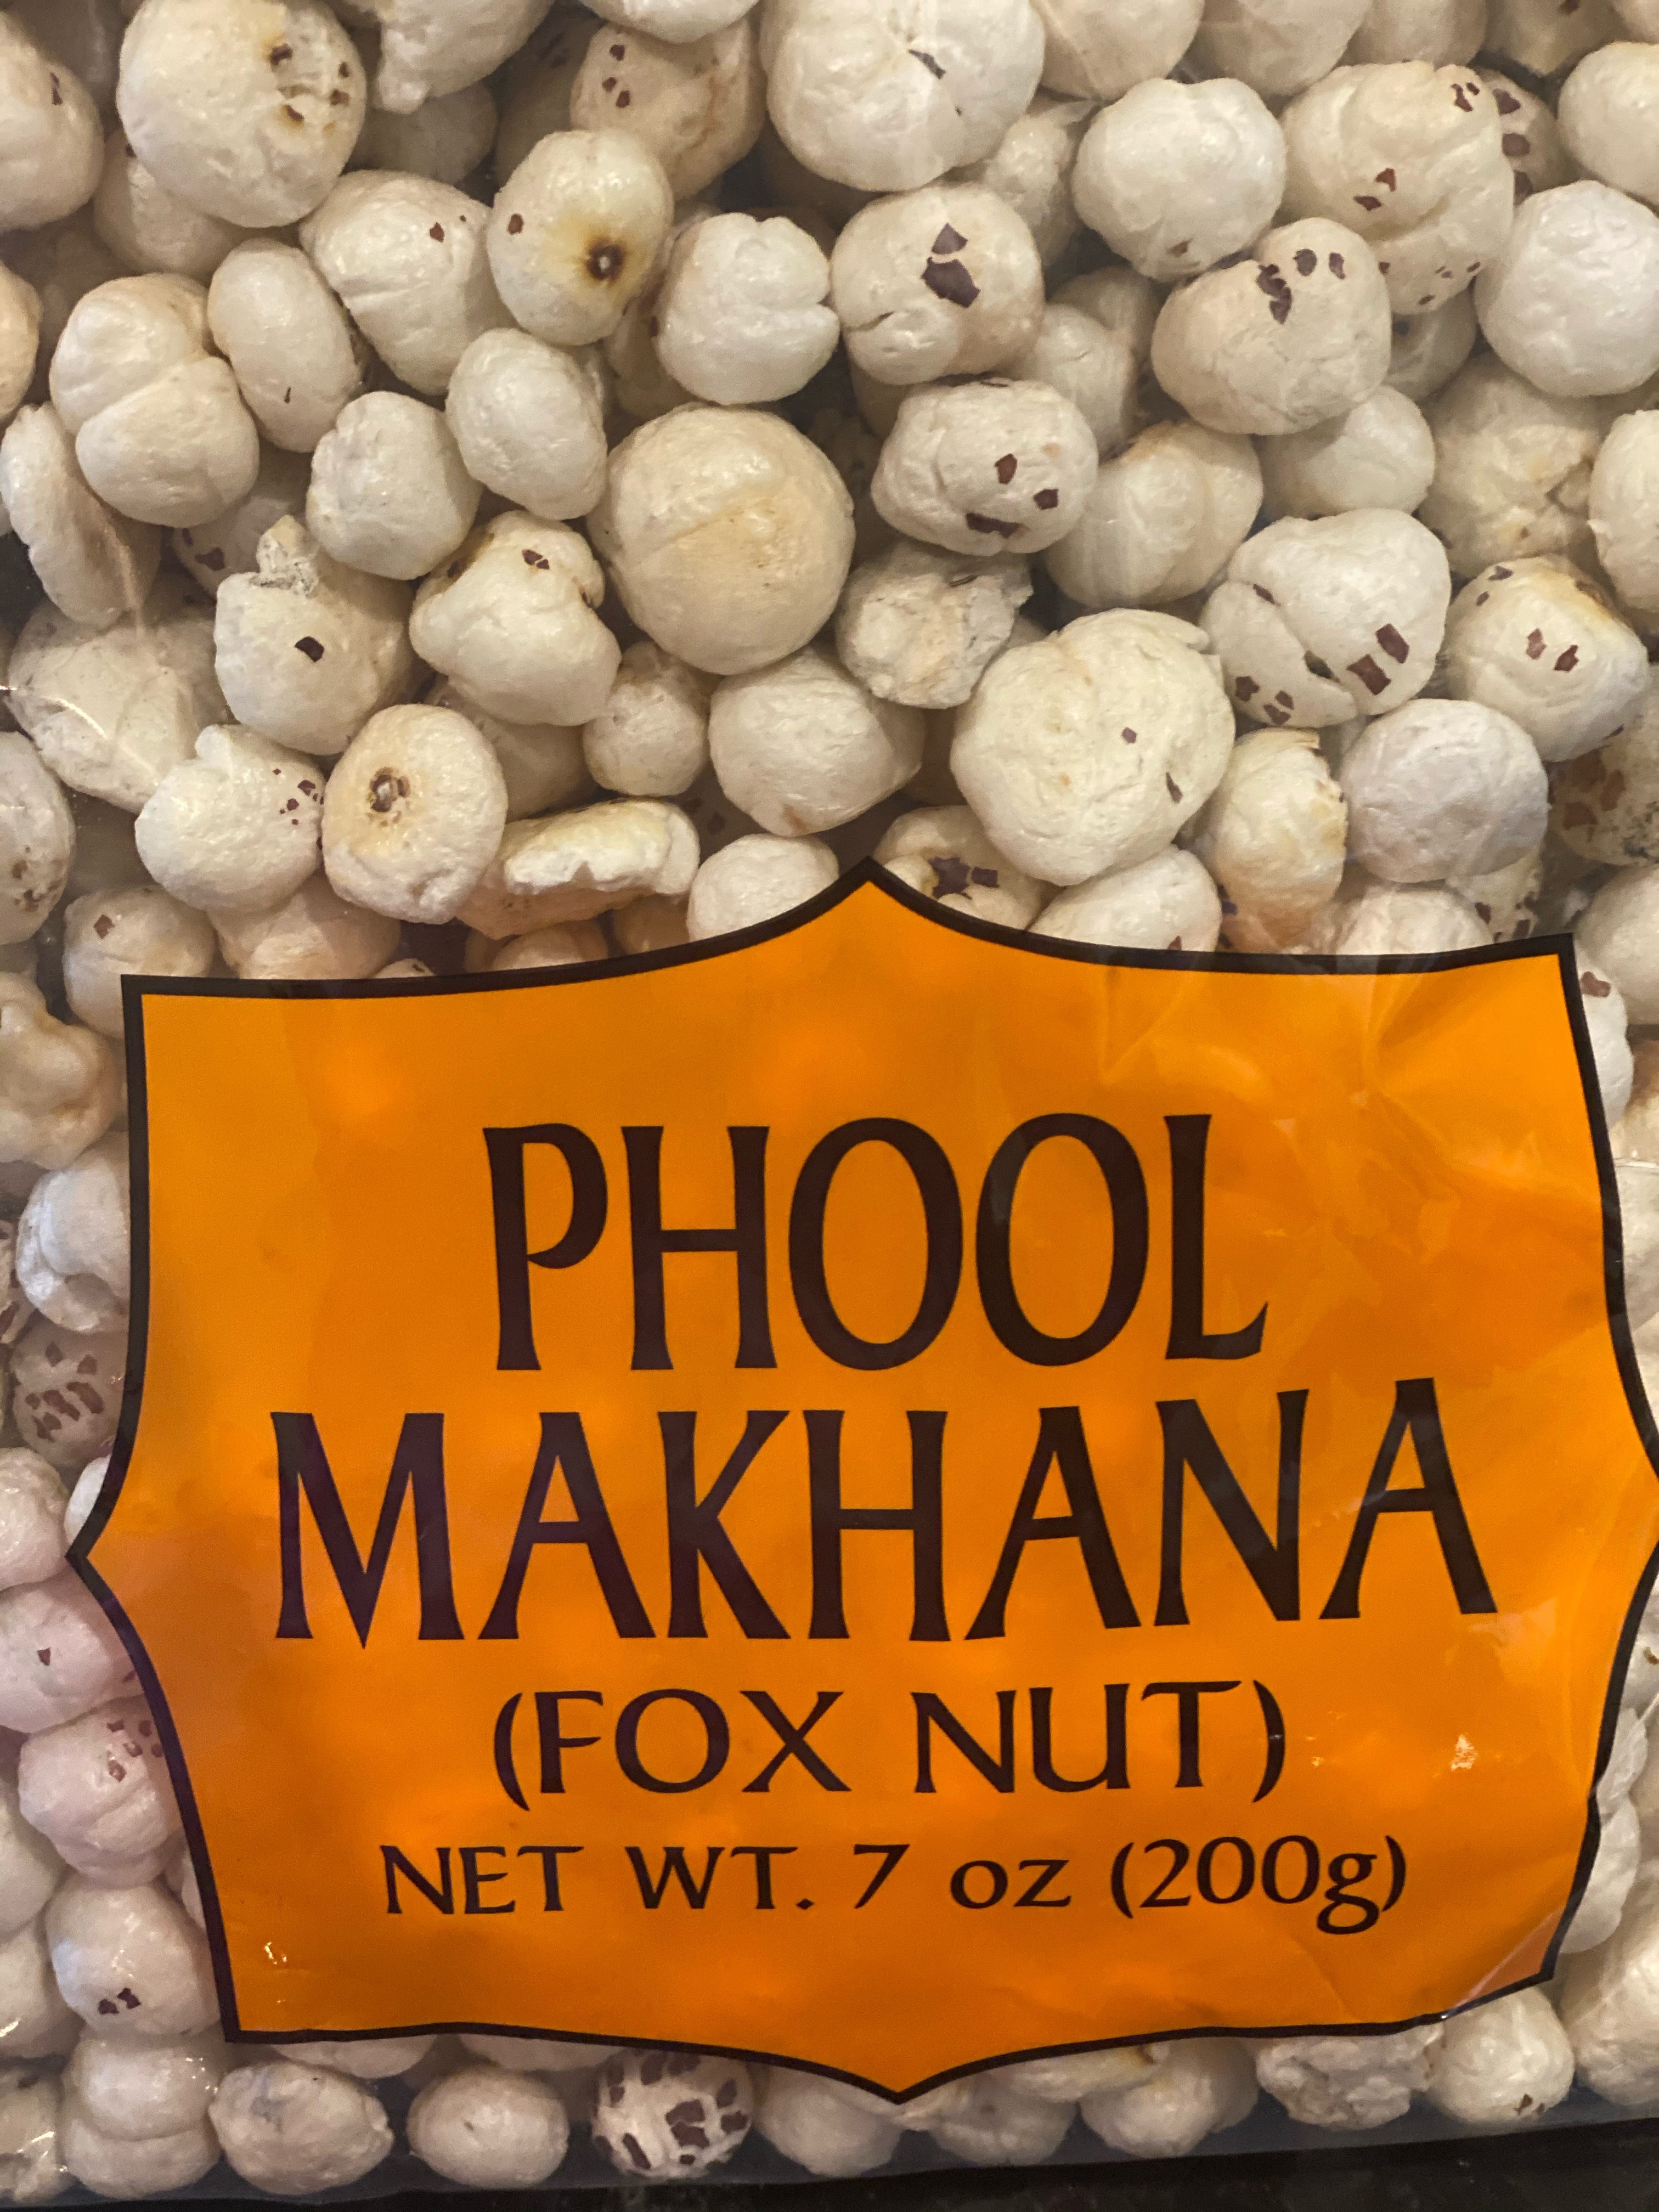 PHOOL
MAKHANA
(FOX NUT)
NET WT. 7 oz (200g)